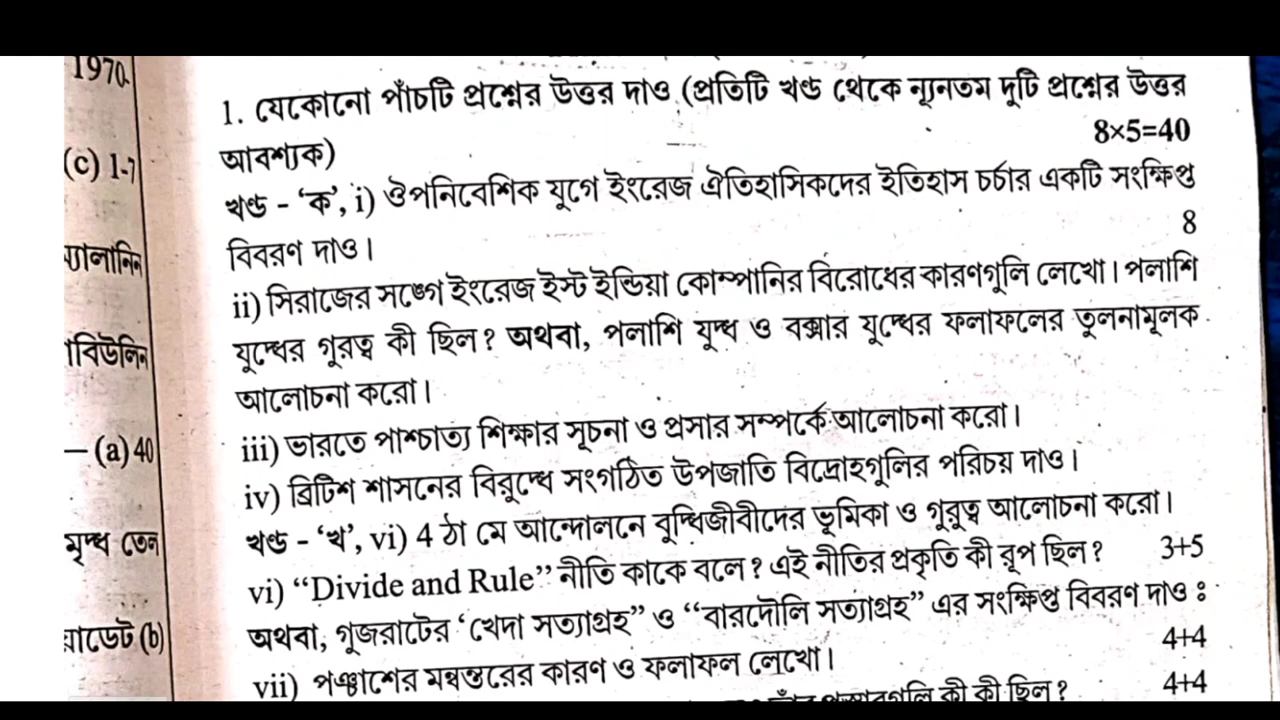 1970-
(c) 1-7
্যালানিন
াবিউলিন
— (a) 40
মৃদ্ধ তেল
য়াডেট (b)
1. যেকোনো পাঁচটি প্রশ্নের উত্তর দাও (প্রতিটি খণ্ড থেকে ন্যূনতম দুটি প্রশ্নের উত্তর
আবশ্যক) 8×5=40
খণ্ড - ‘ক’, i) ঔপনিবেশিক যুগে ইংরেজ ঐতিহাসিকদের ইতিহাস চর্চার একটি সংক্ষিপ্ত
বিবরণ দাও। 8
ii) সিরাজের সঙ্গে ইংরেজ ইস্ট ইন্ডিয়া কোম্পানির বিরোধের কারণগুলি লেখো। পলাশি
যুদ্ধের গুরত্ব কী ছিল? অথবা, পলাশি যুদ্ধ ও বক্সার যুদ্ধের ফলাফলের তুলনামূলক
আলোচনা করো।
iii) ভারতে পাশ্চাত্য শিক্ষার সূচনা ও প্রসার সম্পর্কে আলোচনা করো।
iv) ব্রিটিশ শাসনের বিরুদ্ধে সংগঠিত উপজাতি বিদ্রোহগুলির পরিচয় দাও।
খণ্ড - ‘খ’, vi) 4 ঠা মে আন্দোলনে বুদ্ধিজীবীদের ভূমিকা ও গুরুত্ব আলোচনা করো।
vi) “Divide and Rule” নীতি কাকে বলে? এই নীতির প্রকৃতি কী রূপ ছিল? 3+5
অথবা, গুজরাটের ‘খেদা সত্যাগ্রহ” ও “বারদৌলি সত্যাগ্রহ” এর সংক্ষিপ্ত বিবরণ দাও ঃ
4+4
vii) পঞ্চাশের মন্বন্তরের কারণ ও ফলাফল লেখো।
কী কী ছিল? 4+4